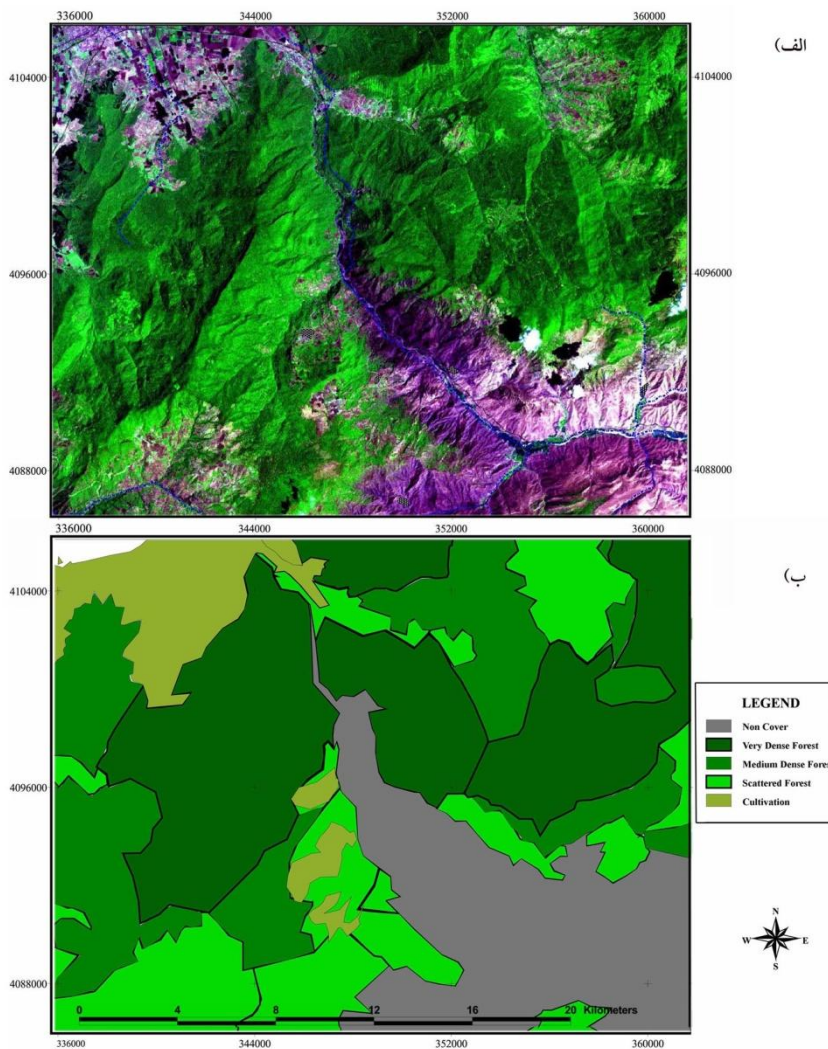 336000 344000 352000 360000
الف)
4104000 4104000
4096000 4096000
4088000 4088000
336000 344000 352000 360000
ب)
4104000
LEGEND
Non Cover
Very Dense Forest
Medium Dense Forest
Scattered Forest
Cultivation
4096000
N
W E
S
4088000
0 4 8 12 16 20 Kilometers
336000 344000 352000 360000